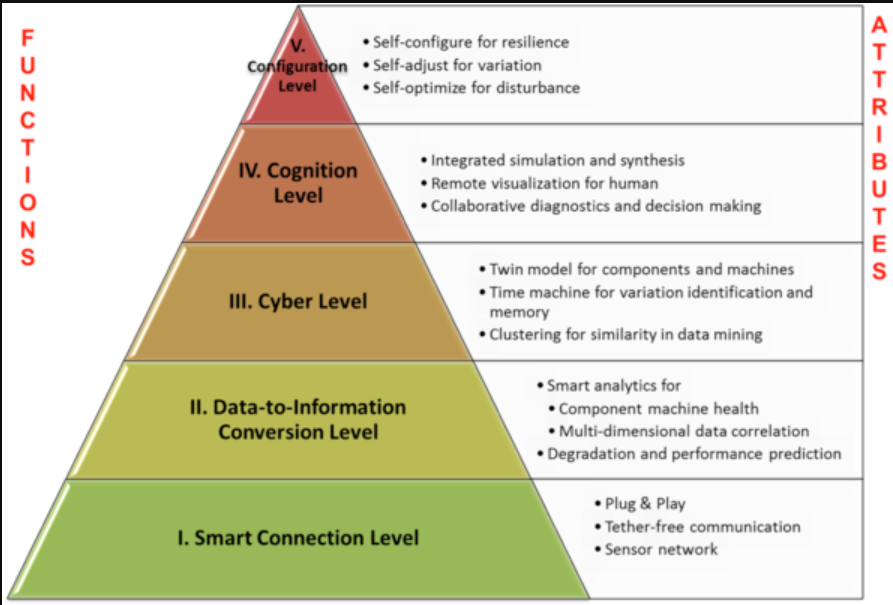 FUNCTIONS
ATTRIBUTES
V.
Configuration
Level
• Self-configure for resilience
• Self-adjust for variation
• Self-optimize for disturbance
IV. Cognition
Level
• Integrated simulation and synthesis
• Remote visualization for human
• Collaborative diagnostics and decision making
III. Cyber Level
• Twin model for components and machines
• Time machine for variation identification and
memory
• Clustering for similarity in data mining
II. Data-to-Information
Conversion Level
• Smart analytics for
• Component machine health
• Multi-dimensional data correlation
• Degradation and performance prediction
I. Smart Connection Level
• Plug & Play
• Tether-free communication
• Sensor network